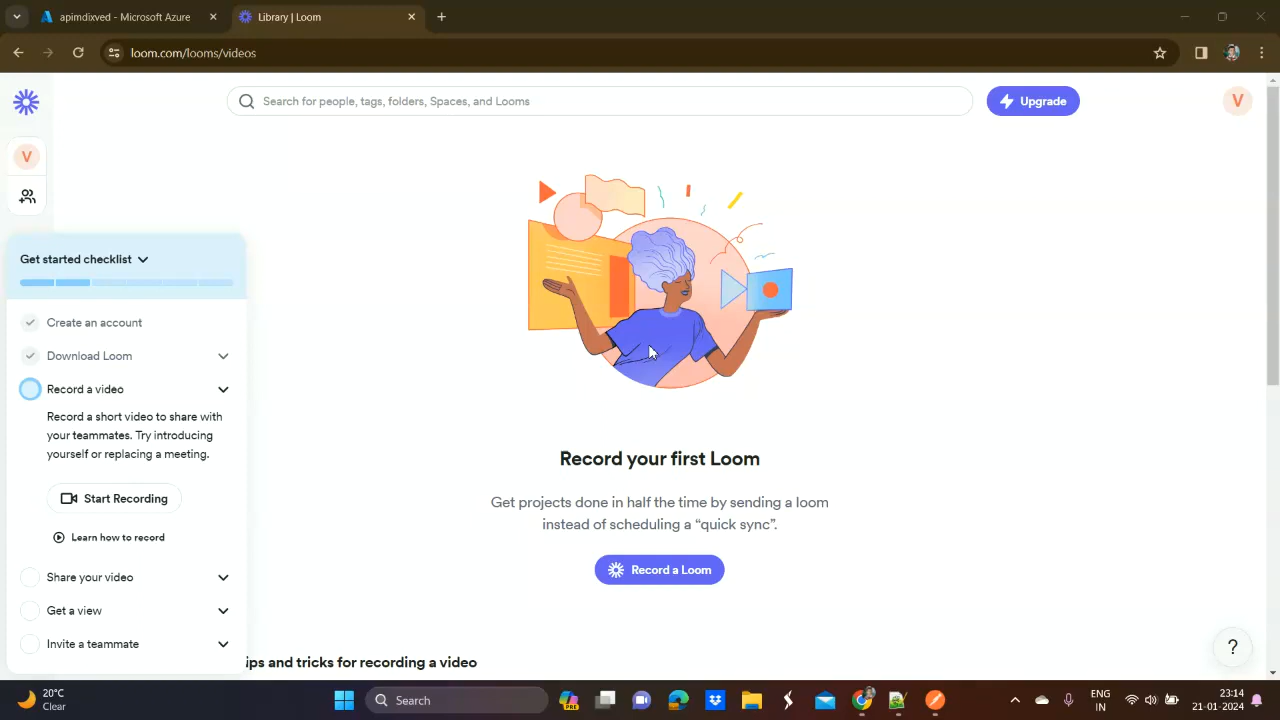 apimdixved - Microsoft Azure
Library | Loom
loom.com/looms/videos
Search for people, tags, folders, Spaces, and Looms
Upgrade
V
V
Get started checklist
Create an account
Download Loom
Record a video
Record a short video to share with
your teammates. Try introducing
yourself or replacing a meeting.
Start Recording
Learn how to record
Share your video
Get a view
Invite a teammate
Record your first Loom
Get projects done in half the time by sending a loom
instead of scheduling a “quick sync”.
Record a Loom
ips and tricks for recording a video
?
20°C
Clear
Search
PRE
ENG
IN
23:14
21-01-2024